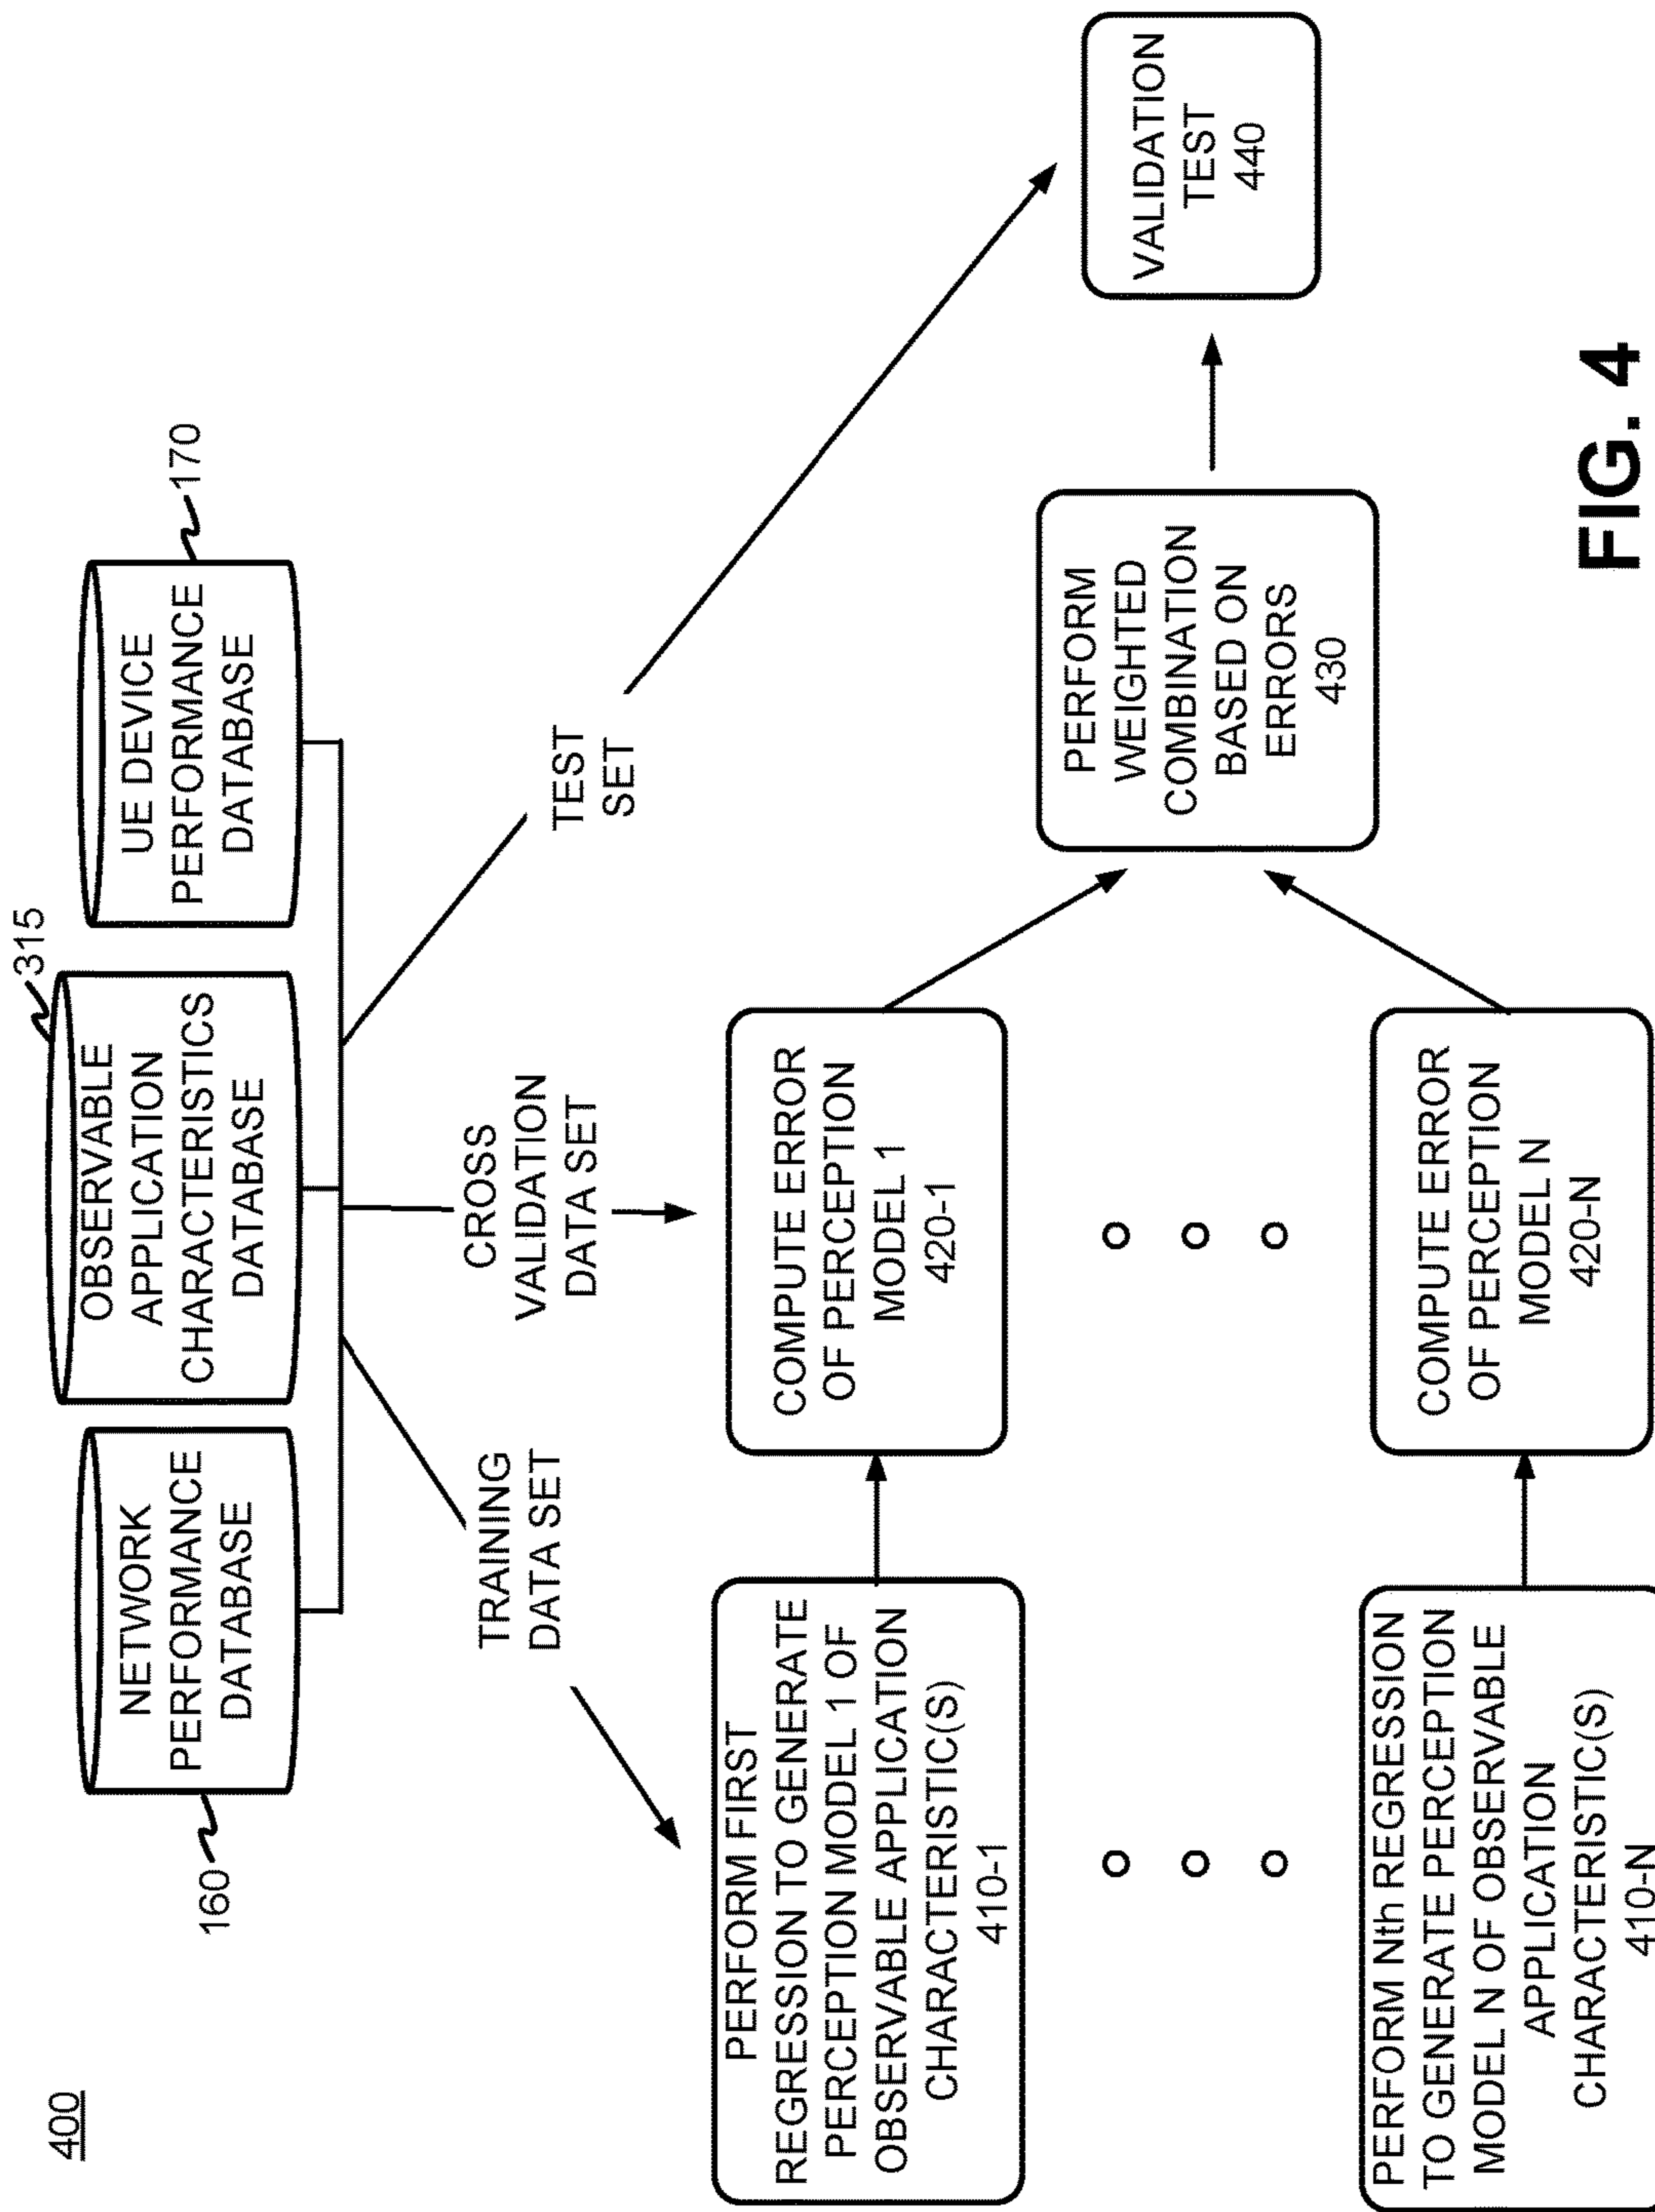 400
160
NETWORK
PERFORMANCE
DATABASE
315
OBSERVABLE
APPLICATION
CHARACTERISTICS
DATABASE
170
UE DEVICE
PERFORMANCE
DATABASE
TRAINING
DATA SET
CROSS
VALIDATION
DATA SET
TEST
SET
PERFORM FIRST
REGRESSION TO GENERATE
PERCEPTION MODEL 1 OF
OBSERVABLE APPLICATION
CHARACTERISTIC(S)
410-1
COMPUTE ERROR
OF PERCEPTION
MODEL 1
420-1
PERFORM Nth REGRESSION
TO GENERATE PERCEPTION
MODEL N OF OBSERVABLE
APPLICATION
CHARACTERISTIC(S)
410-N
COMPUTE ERROR
OF PERCEPTION
MODEL N
420-N
PERFORM
WEIGHTED
COMBINATION
BASED ON
ERRORS
430
VALIDATION
TEST
440
FIG. 4